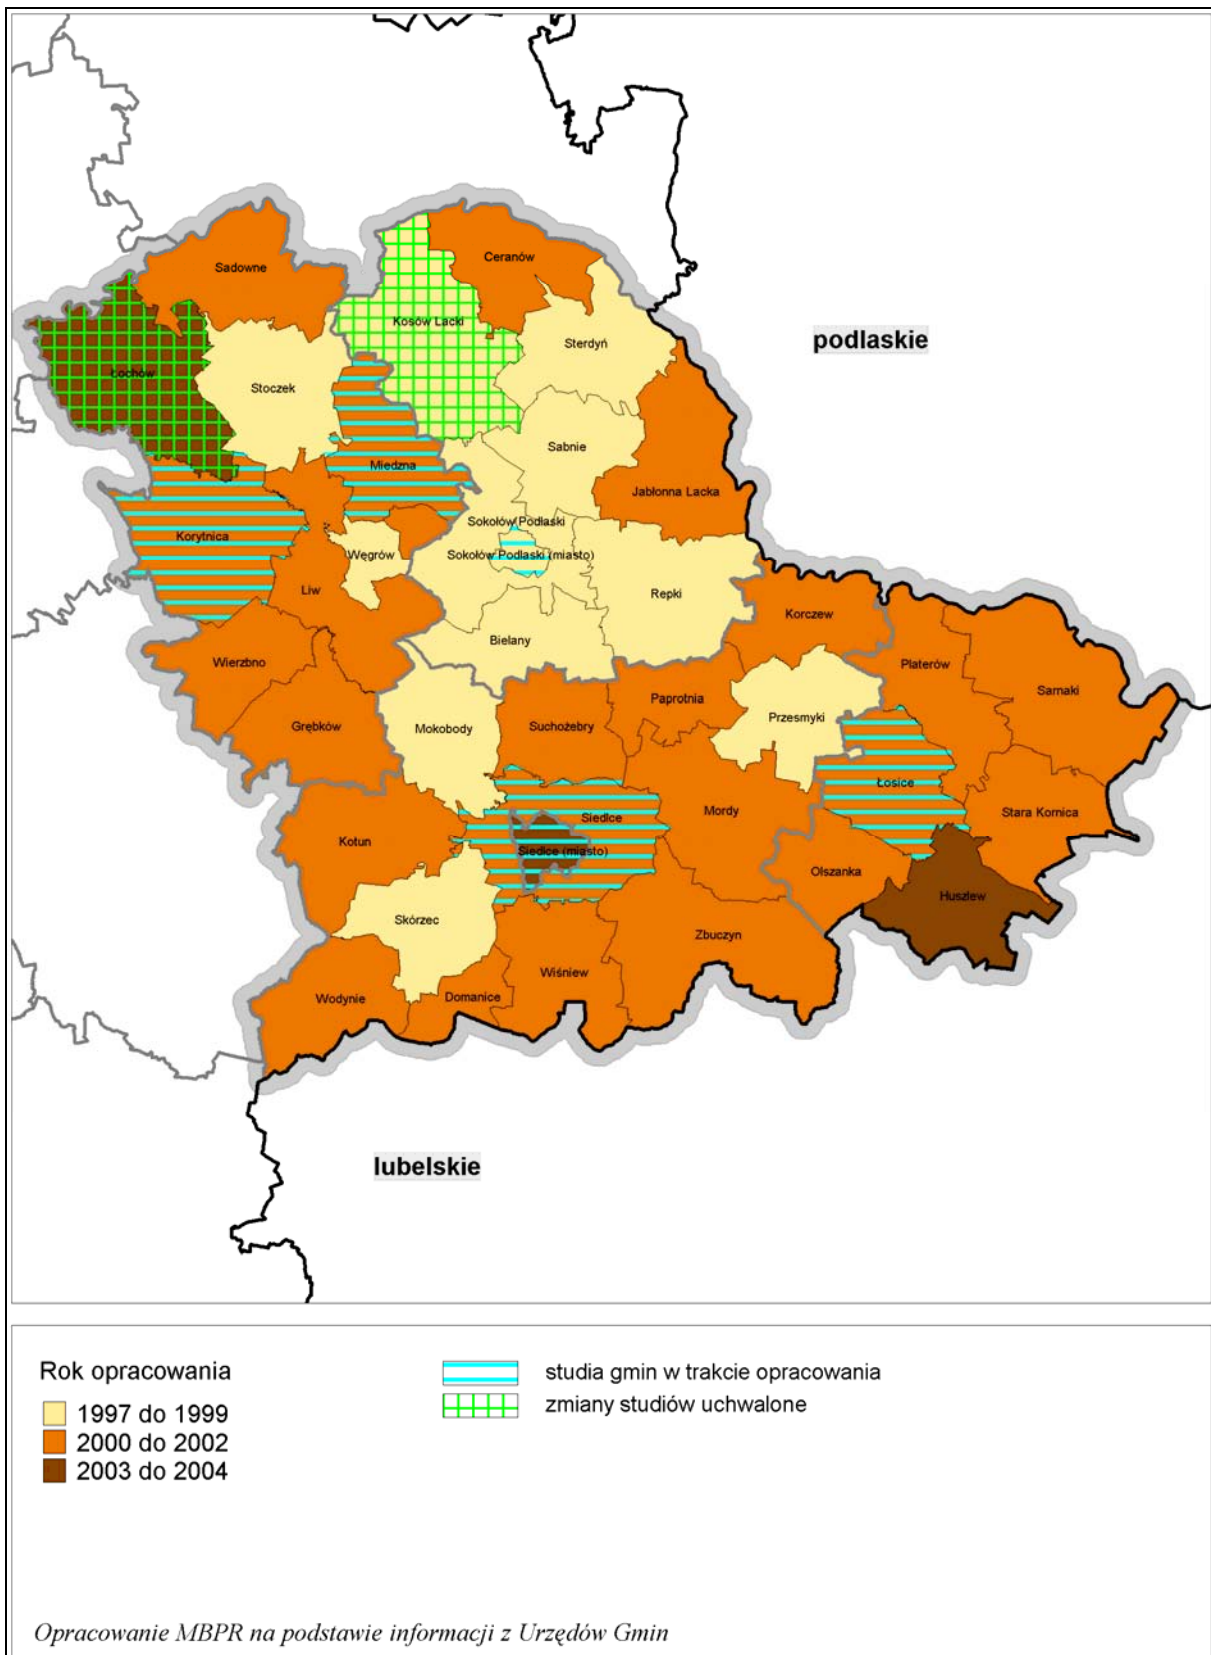 Sadowne
Ceranów
Kosów Lacki
Sterdyń
podlaskie
Łochów
Stoczek
Sabnie
Miedzna
Jabłonna Lacka
Sokołów Podlaski
Korytnica
Węgrów
Sokołów Podlaski (miasto)
Liw
Repki
Korczew
Bielany
Wierzbno
Platerów
Sarnaki
Paprotnia
Przesmyki
Grębków
Mokobody
Suchożebry
Łosice
Mordy
Stara Kornica
Siedlce
Kotun
Siedlce (miasto)
Olszanka
Huszlew
Skórzec
Zbuczyn
Wiśniew
Wodynie
Domanice
lubelskie
Rok opracowania
1997 do 1999
2000 do 2002
2003 do 2004
studia gmin w trakcie opracowania
zmiany studiów uchwalone
Opracowanie MBPR na podstawie informacji z Urzędów Gmin